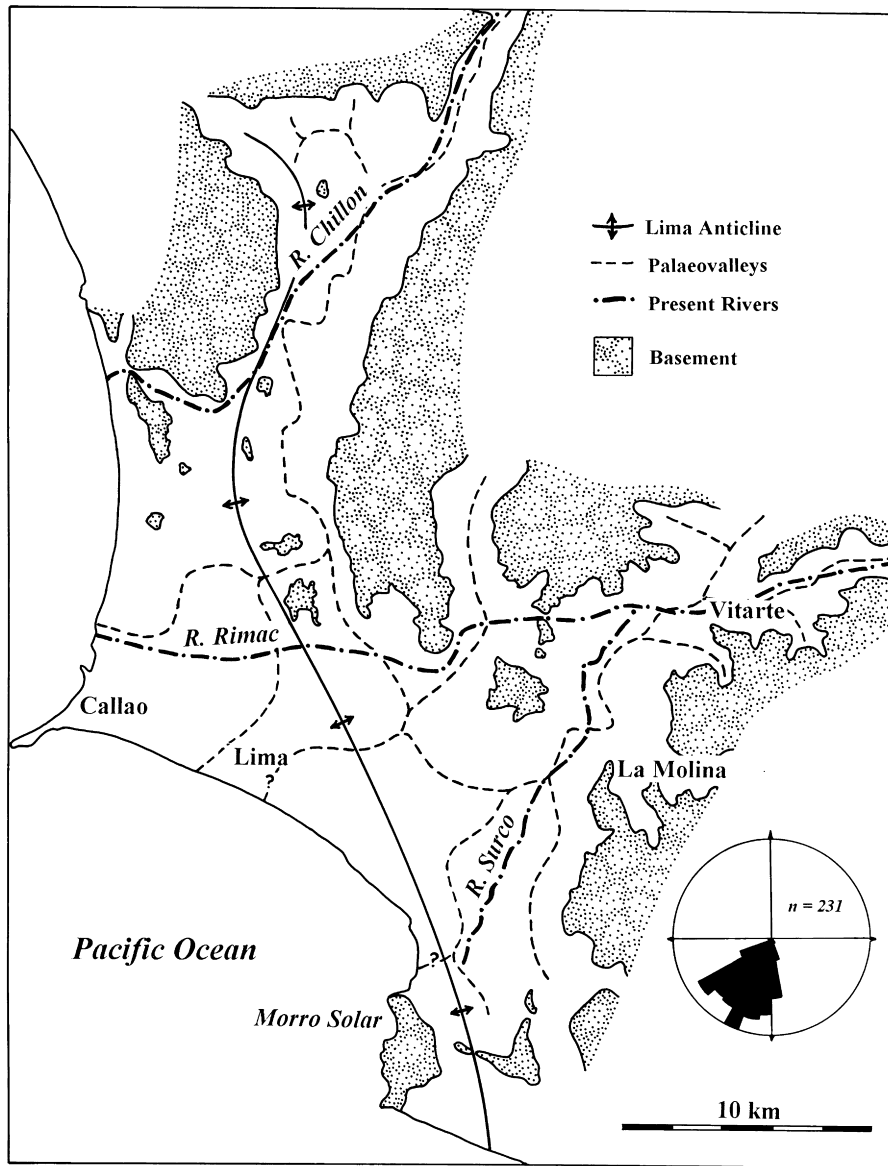 R. Chillon
Lima Anticline
Palaeovalleys
Present Rivers
Basement
Vitarte
R. Rimac
Callao
Lima
?
La Molina
R. Surco
n = 231
Pacific Ocean
?
Morro Solar
10 km